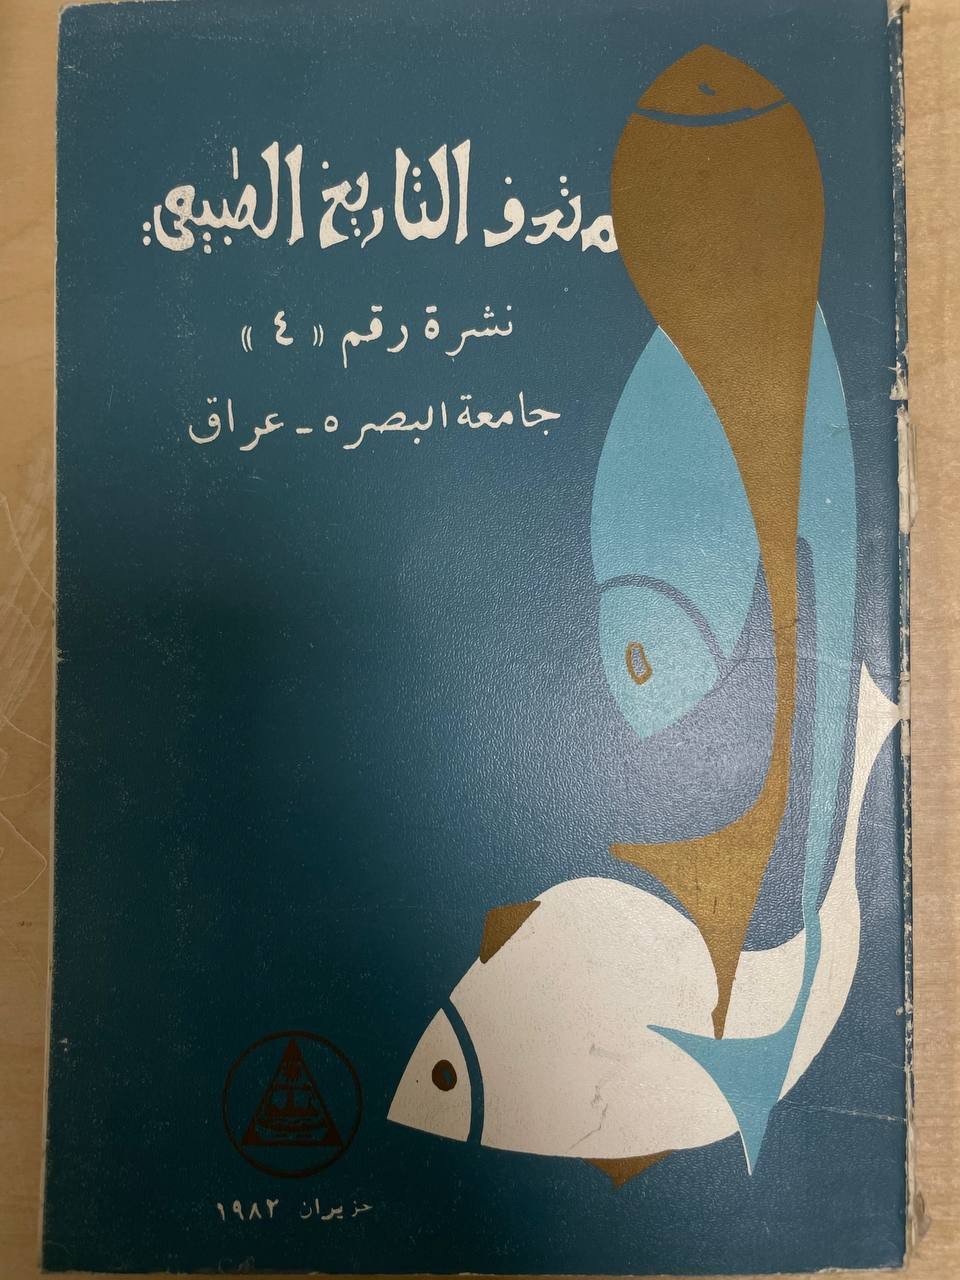 متحف التاريخ الطبيعي
نشرة رقم «٤»
جامعة البصره - عراق
حزيران ١٩٨٢